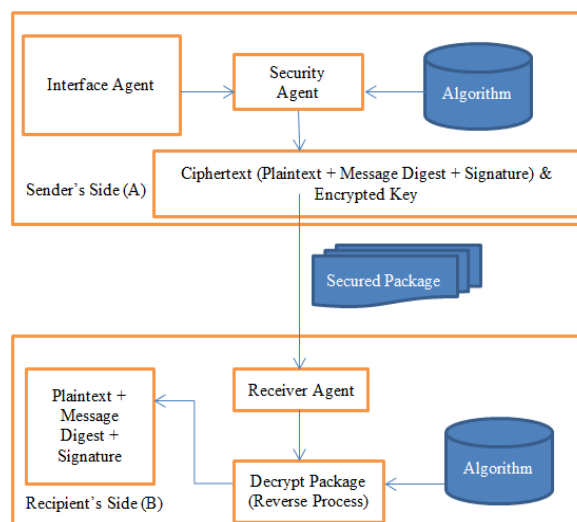 Interface Agent
Security
Agent
Algorithm
Ciphertext (Plaintext + Message Digest + Signature) &
Encrypted Key
Sender's Side (A)
Secured Package
Receiver Agent
Plaintext +
Message
Digest +
Signature
Algorithm
Decrypt Package
(Reverse Process)
Recipient's Side (B)